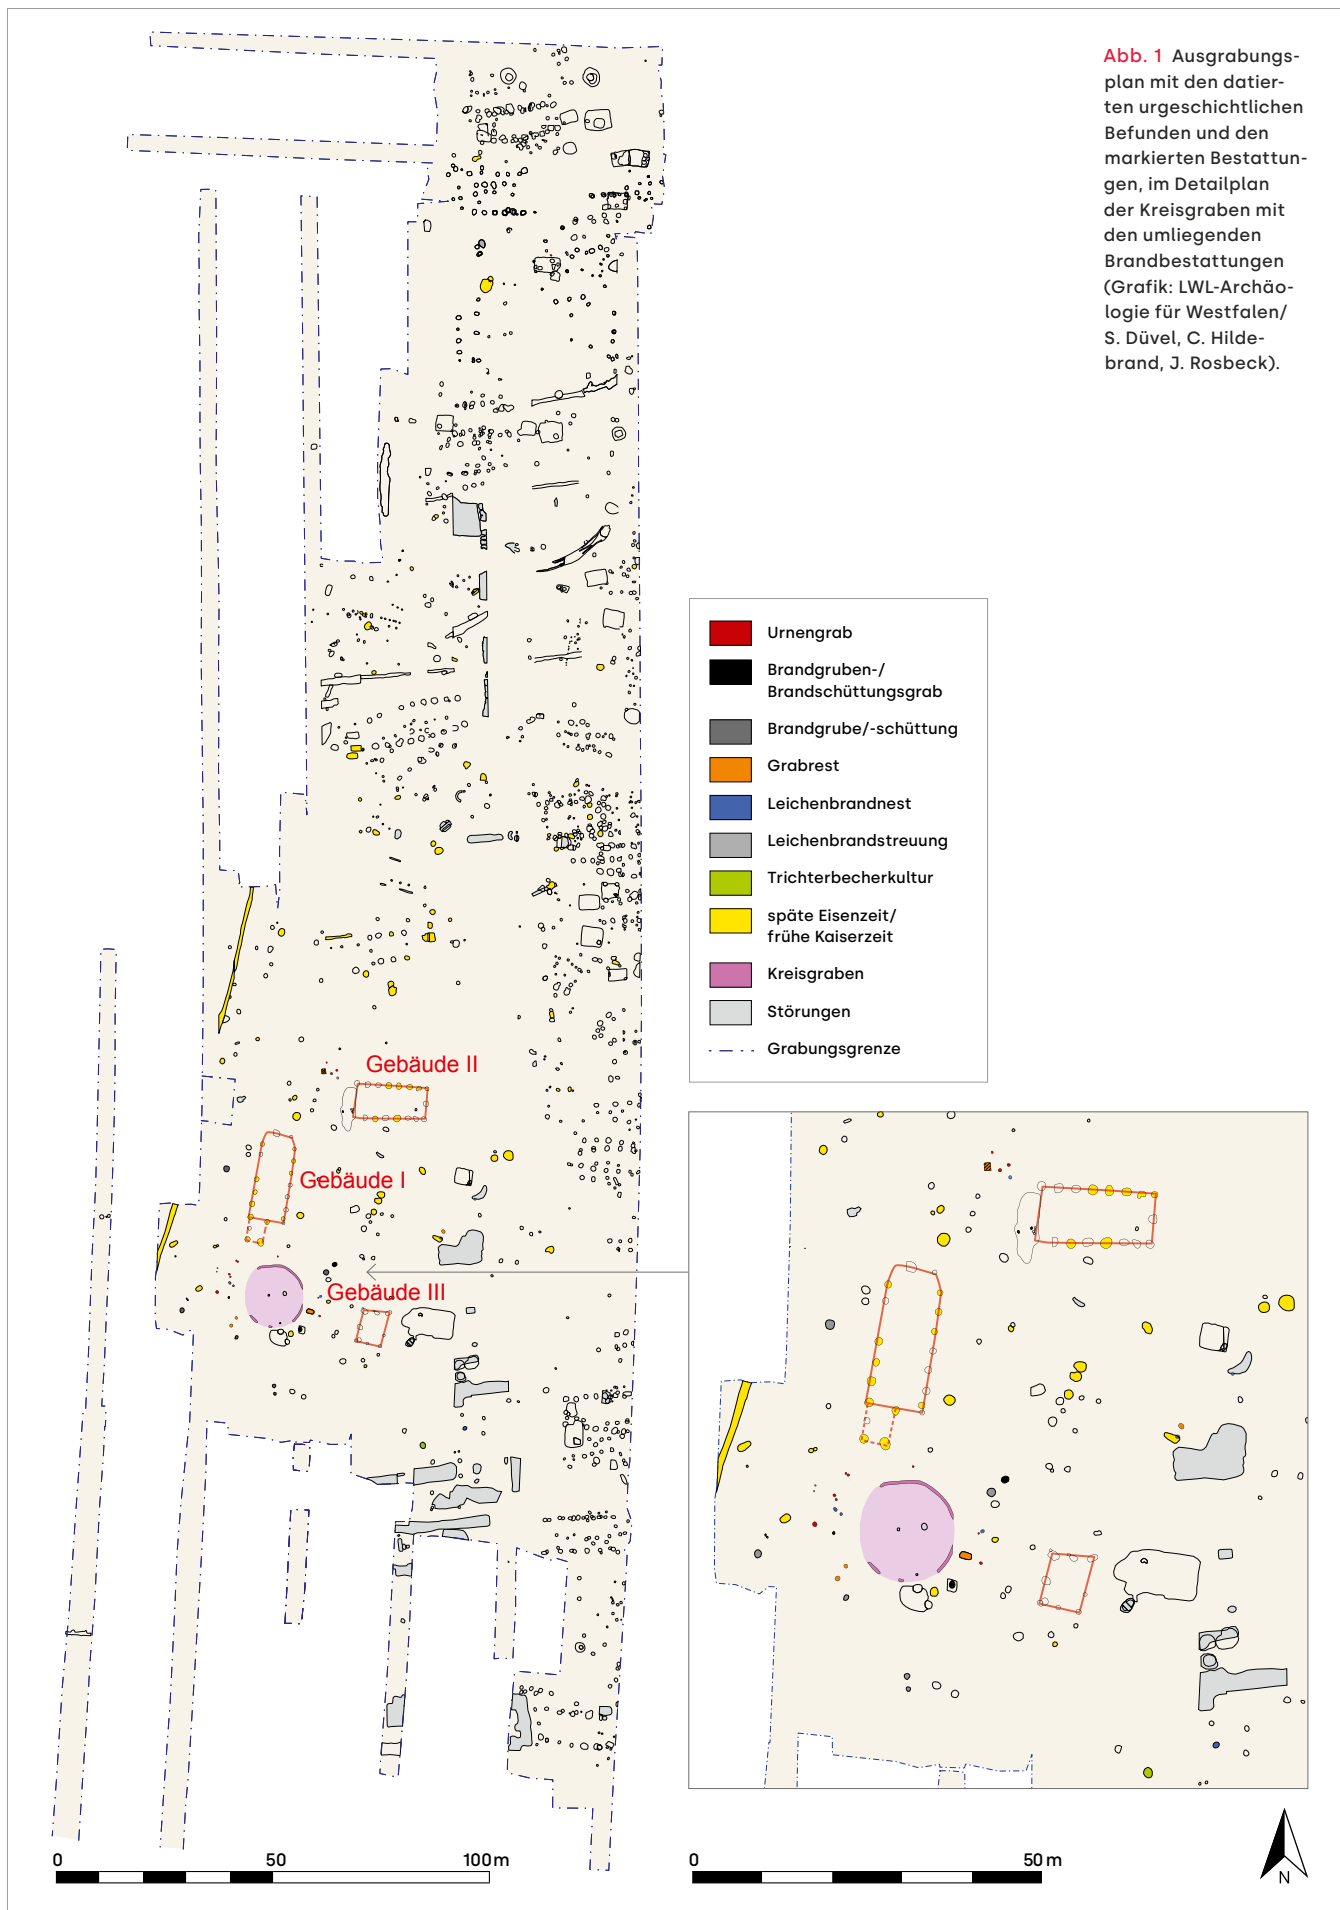 Abb. 1 Ausgrabungs-
plan mit den datier-
ten urgeschichtlichen
Befunden und den
markierten Bestattun-
gen, im Detailplan
der Kreisgraben mit
den umliegenden
Brandbestattungen
(Grafik: LWL-Archäo-
logie für Westfalen/
S. Düvel, C. Hilde-
brand, J. Rosbeck).
Urnengrab
Brandgruben-/
Brandschüttungsgrab
Brandgrube/-schüttung
Grabrest
Leichenbrandnest
Leichenbrandstreuung
Trichterbecherkultur
späte Eisenzeit/
frühe Kaiserzeit
Kreisgraben
Störungen
Grabungsgrenze
Gebäude II
Gebäude I
Gebäude III
0 50 100 m
0 50 m
N